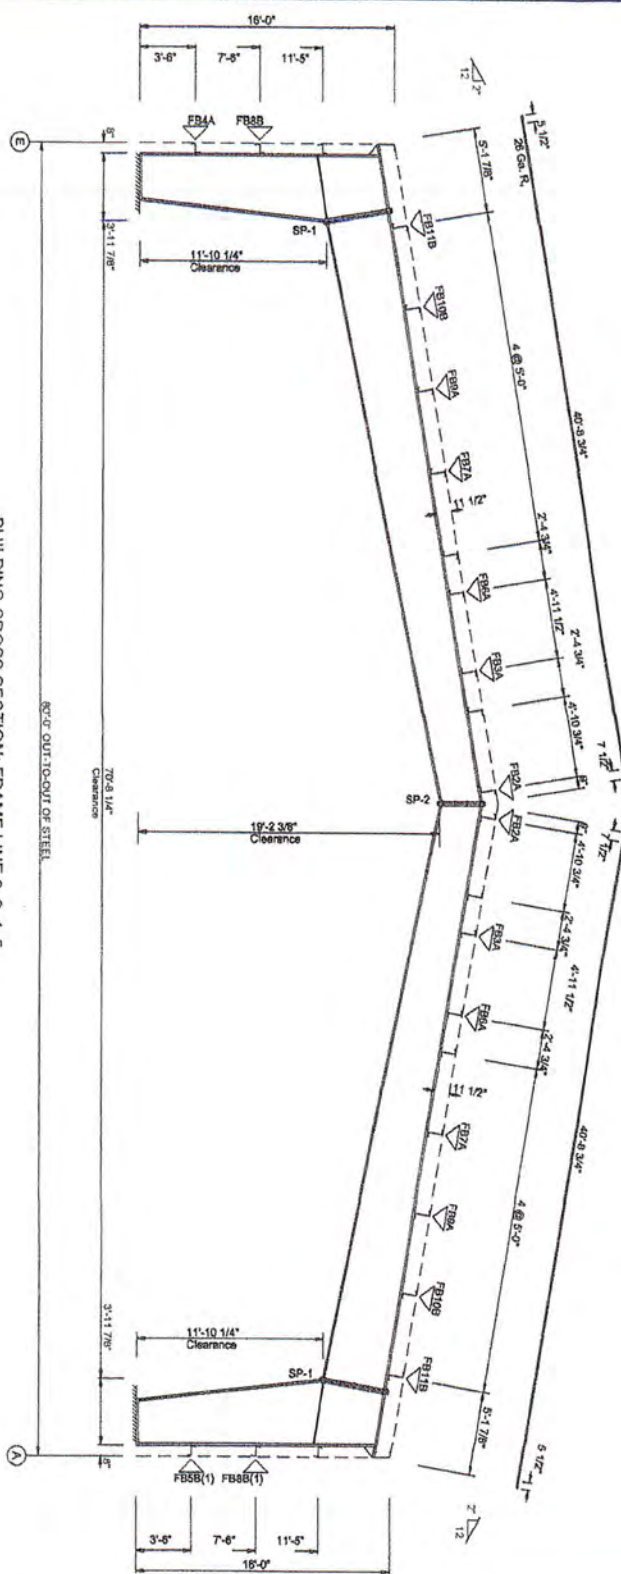 16'-0"
3'-6"
7'-6"
11'-5"
12
2"
FB4A
FB8B
E
8"
5 1/2"
26 Ga. R.
5'-1 7/8"
3'-11 7/8"
SP-1
FB11B
11'-10 1/4"
Clearance
FB10B
4 @ 5'-0"
FB9A
40'-8 3/4"
FB7A
11 1/2"
2'-4 3/4"
FB6A
4'-11 1/2"
FB3A
2'-4 3/4"
4'-10 3/4"
7 1/2"
FB2A
SP-2
FB2A
7 1/2"
19'-2 3/8"
Clearance
70'-8 1/4"
Clearance
80'-0" OUT-TO-OUT OF STEEL
4'-10 3/4"
2'-4 3/4"
FB3A
4'-11 1/2"
FB6A
2'-4 3/4"
11 1/2"
40'-8 3/4"
FB7A
FB9A
4 @ 5'-0"
FB10B
3'-11 7/8"
11'-10 1/4"
Clearance
SP-1
FB11B
5'-1 7/8"
5 1/2"
A
8"
FB5B(1)
FB8B(1)
2"
12
3'-6"
7'-6"
11'-5"
16'-0"